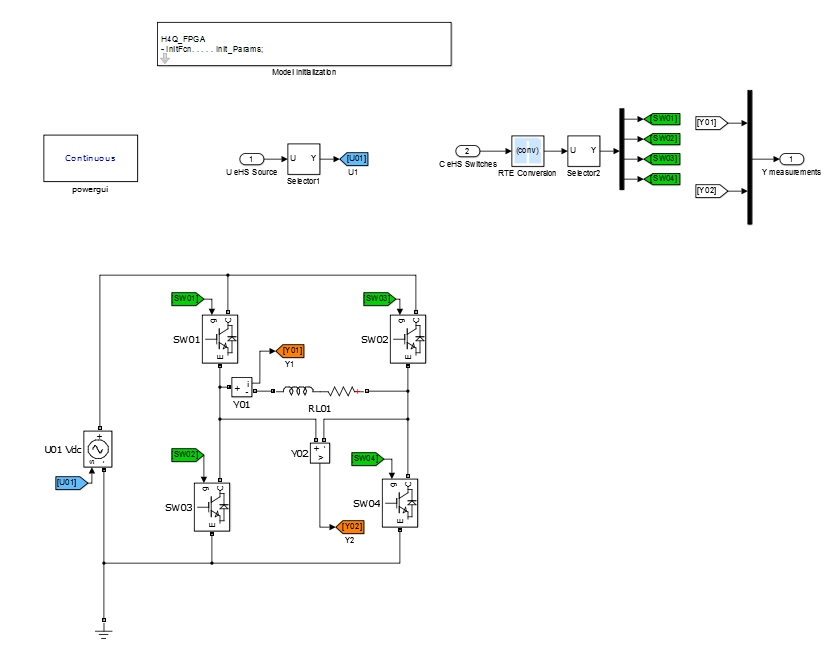 H4Q_FPGA
- InitFcn. . . . . Init_Params;
Model Initialization
Continuous
powergui
1
U eHS Source
U Y
Selector1
[U01]
U1
2
C eHS Switches
(conv)
RTE Conversion
U Y
Selector2
[SW01]
[SW02]
[SW03]
[SW04]
[Y01]
[Y02]
1
Y measurements
[SW01]
g C
E
SW01
[SW03]
g C
E
SW02
[Y01]
Y1
+ i
-
Y01
RL01
U01 Vdc
+
s -
[U01]
[SW02]
g C
E
SW03
Y02
+ -
v
[SW04]
g C
E
SW04
[Y02]
Y2